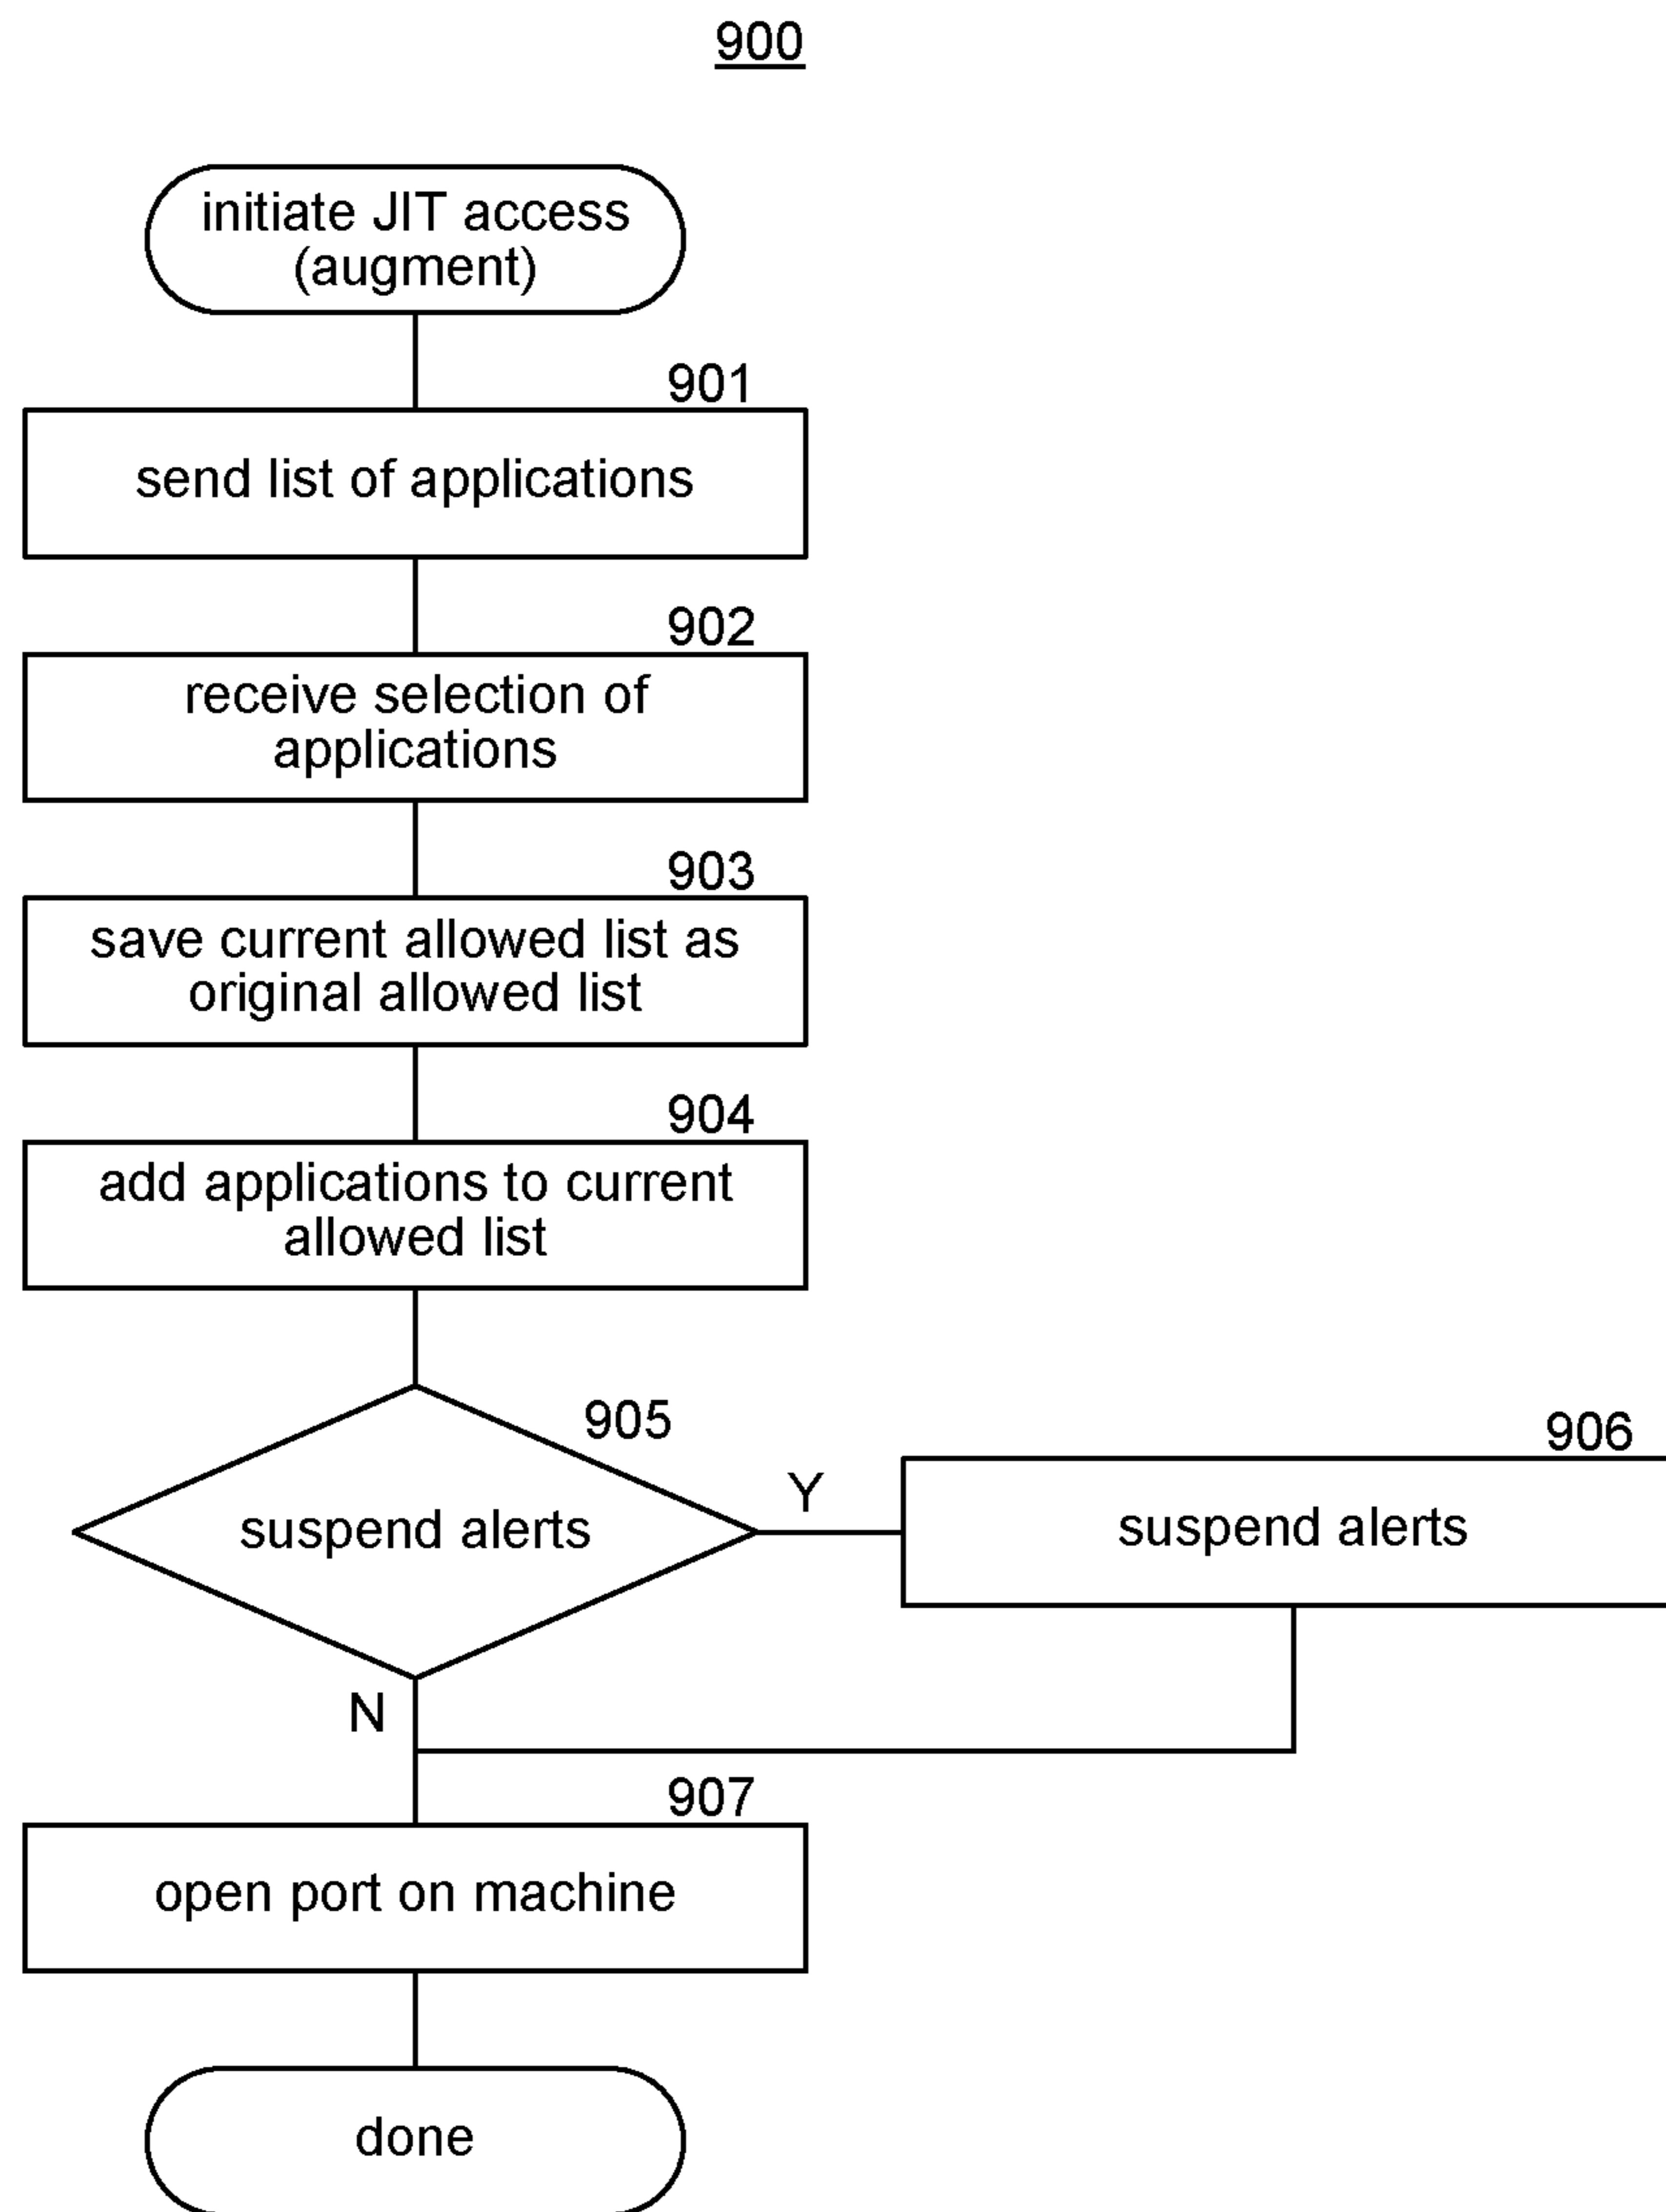 900
initiate JIT access
(augment)
901
send list of applications
902
receive selection of
applications
903
save current allowed list as
original allowed list
904
add applications to current
allowed list
905
suspend alerts
Y
906
suspend alerts
N
907
open port on machine
done